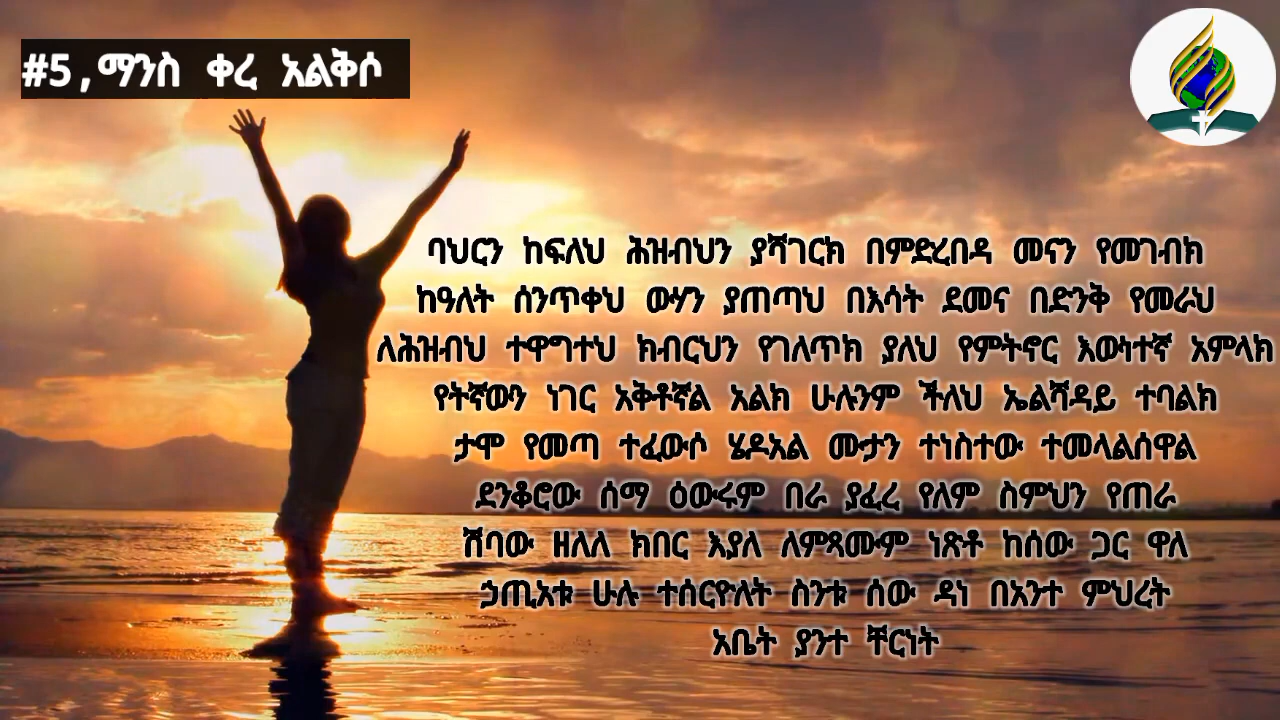 #5,ማንስ ቀረ አልቅሶ
ባህርን ከፍለህ ሕዝብህን ያሻገርክ በምድረበዳ መናን የመገብክ
ከዓለት ሰንጥቀህ ውሃን ያጠጣህ በእሳት ደመና በድንቅ የመራህ
ለሕዝብህ ተዋግተህ ክብርህን የገለጥክ ያለህ የምትኖር እውነተኛ አምላክ
የትኛውን ነገር አቅቶኛል አልክ ሁሉንም ችለህ ኤልሻዳይ ተባልክ
ታሞ የመጣ ተፈውሶ ሄዶአል ሙታን ተነስተው ተመላልሰዋል
ደንቆሮው ሰማ ዕውሩም በራ ያፈረ የለም ስምህን የጠራ
ሽባው ዘለለ ክበር እያለ ለምጻሙም ነጽቶ ከሰው ጋር ዋለ
ኃጢአቱ ሁሉ ተሰርዮለት ስንቱ ሰው ዳነ በአንተ ምህረት
አቤት ያንተ ቸርነት